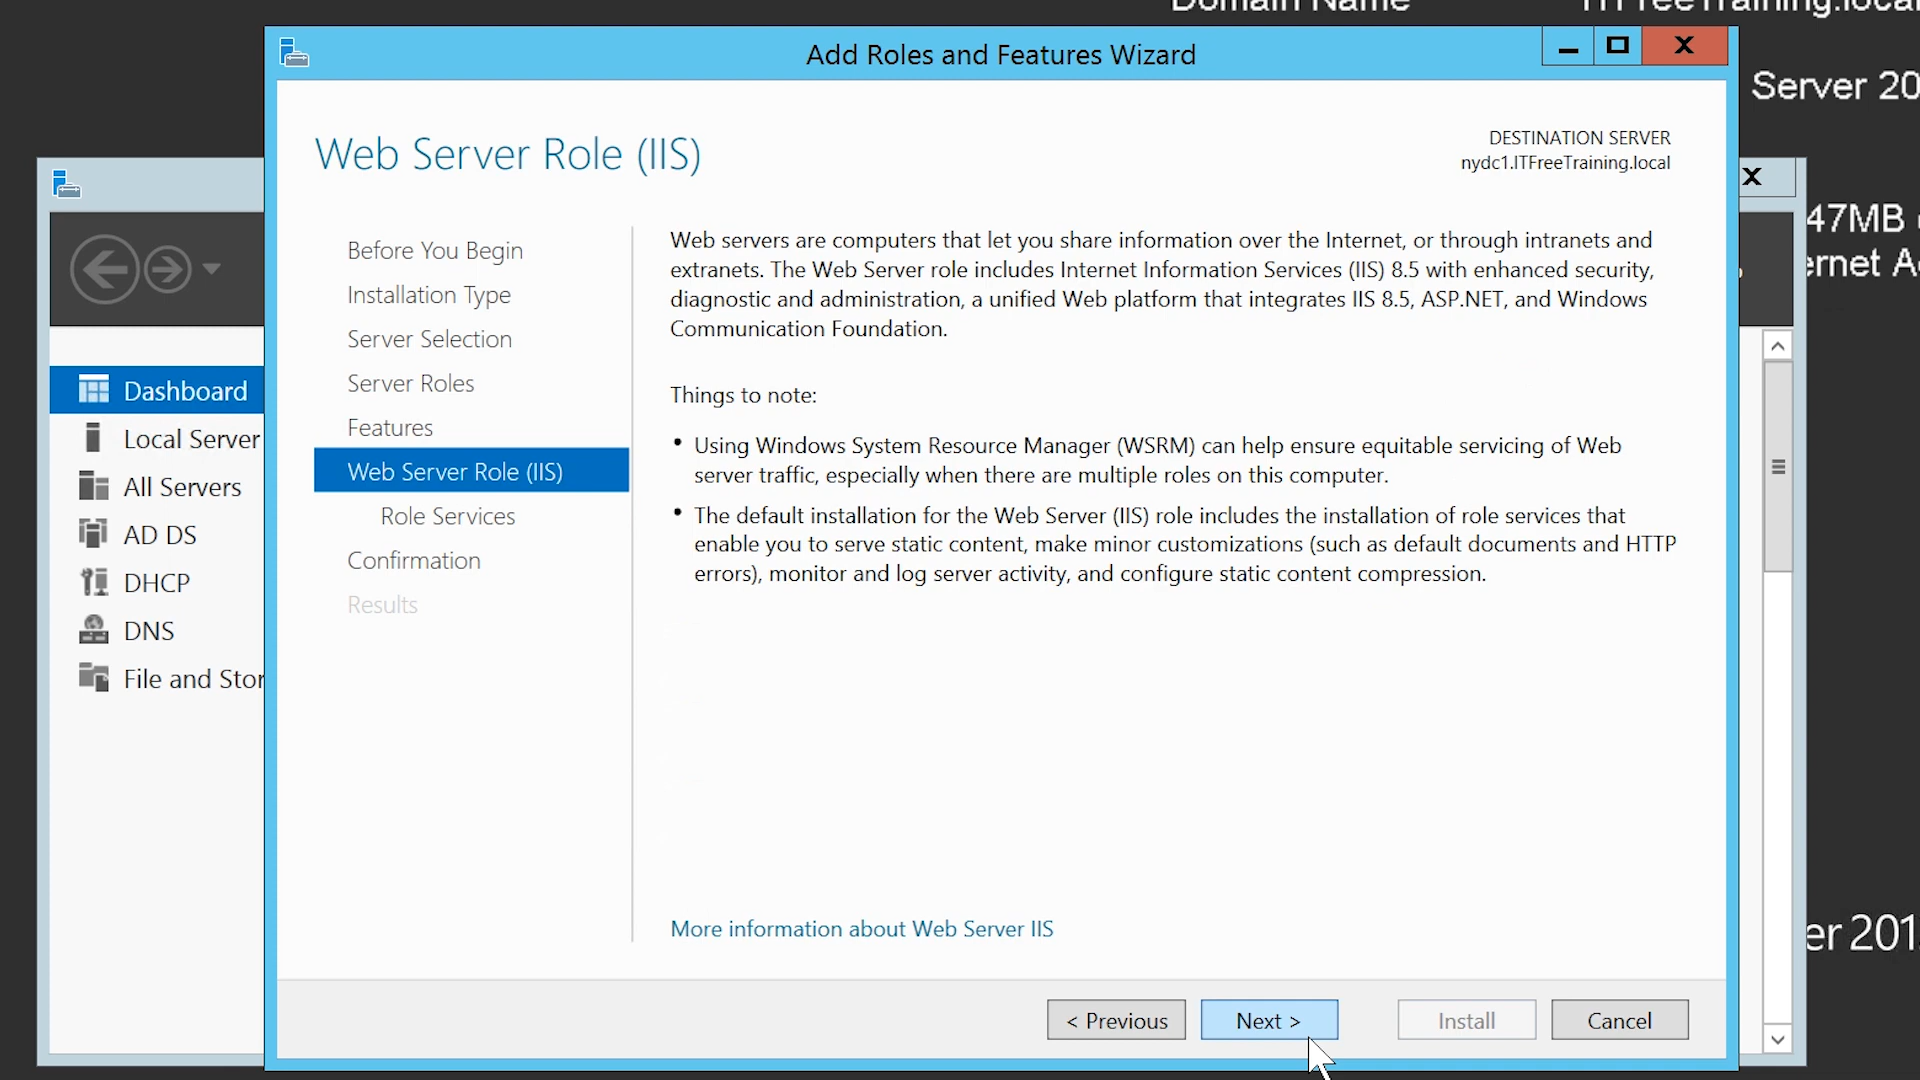 Domain Name
ITFreeTraining.local
Add Roles and Features Wizard
Server 20
Web Server Role (IIS)
DESTINATION SERVER
nydc1.ITFreeTraining.local
47MB
ernet A
Before You Begin
Installation Type
Server Selection
Server Roles
Features
Web Server Role (IIS)
Role Services
Confirmation
Results
Web servers are computers that let you share information over the Internet, or through intranets and
extranets. The Web Server role includes Internet Information Services (IIS) 8.5 with enhanced security,
diagnostic and administration, a unified Web platform that integrates IIS 8.5, ASP.NET, and Windows
Communication Foundation.
Things to note:
• Using Windows System Resource Manager (WSRM) can help ensure equitable servicing of Web
server traffic, especially when there are multiple roles on this computer.
• The default installation for the Web Server (IIS) role includes the installation of role services that
enable you to serve static content, make minor customizations (such as default documents and HTTP
errors), monitor and log server activity, and configure static content compression.
More information about Web Server IIS
Dashboard
Local Server
All Servers
AD DS
DHCP
DNS
File and Stor
er 201
< Previous
Next >
Install
Cancel